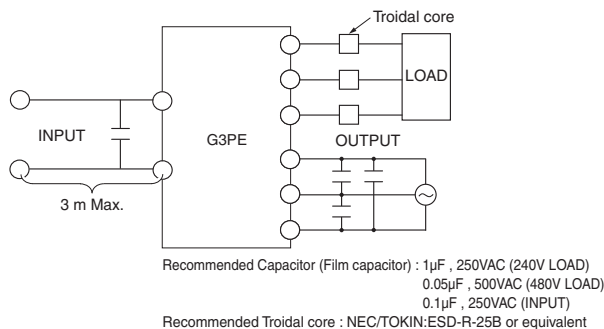 Troidal core
LOAD
INPUT
G3PE
OUTPUT
3 m Max.
Recommended Capacitor (Film capacitor) : 1µF , 250VAC (240V LOAD)
0.05µF , 500VAC (480V LOAD)
0.1µF , 250VAC (INPUT)
Recommended Troidal core : NEC/TOKIN:ESD-R-25B or equivalent